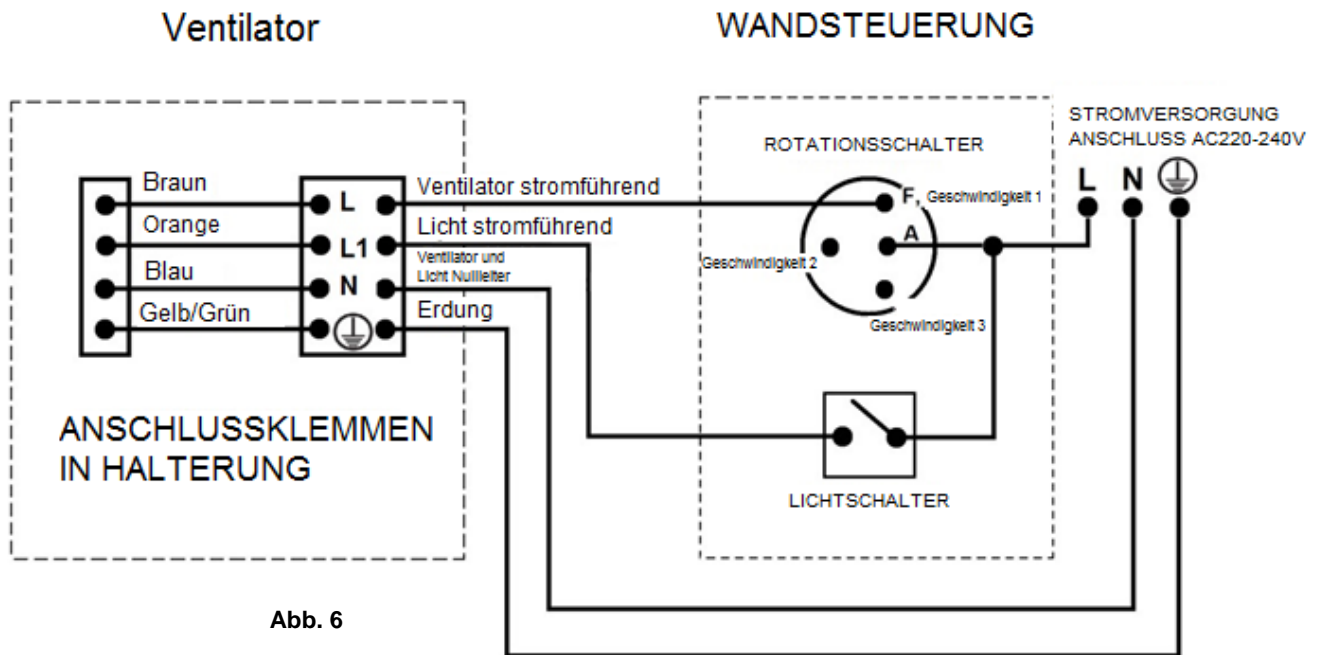 Ventilator
WANDSTEUERUNG
STROMVERSORGUNG
ANSCHLUSS AC220-240V
L N
ROTATIONSSCHALTER
F, Geschwindigkeit 1
A
Geschwindigkeit 2
Geschwindigkeit 3
Braun
L
Ventilator stromführend
Orange
L1
Licht stromführend
Blau
N
Ventilator und
Licht Nullleiter
Gelb/Grün
Erdung
ANSCHLUSSKLEMMEN
IN HALTERUNG
LICHTSCHALTER
Abb. 6